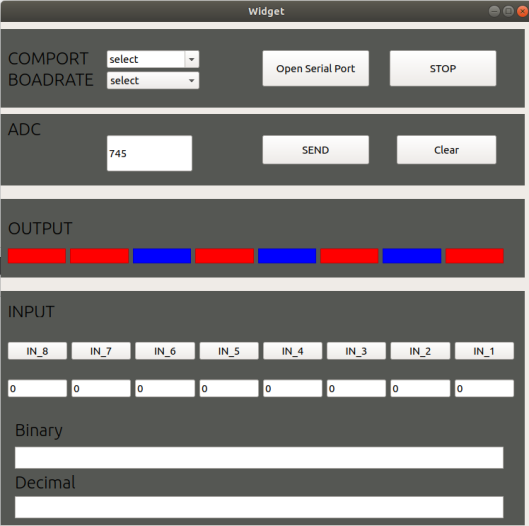 Widget
COMPORT select Open Serial Port STOP
BOADRATE select
ADC
745 SEND Clear
OUTPUT
INPUT
IN_8 IN_7 IN_6 IN_5 IN_4 IN_3 IN_2 IN_1
0 0 0 0 0 0 0 0
Binary
Decimal